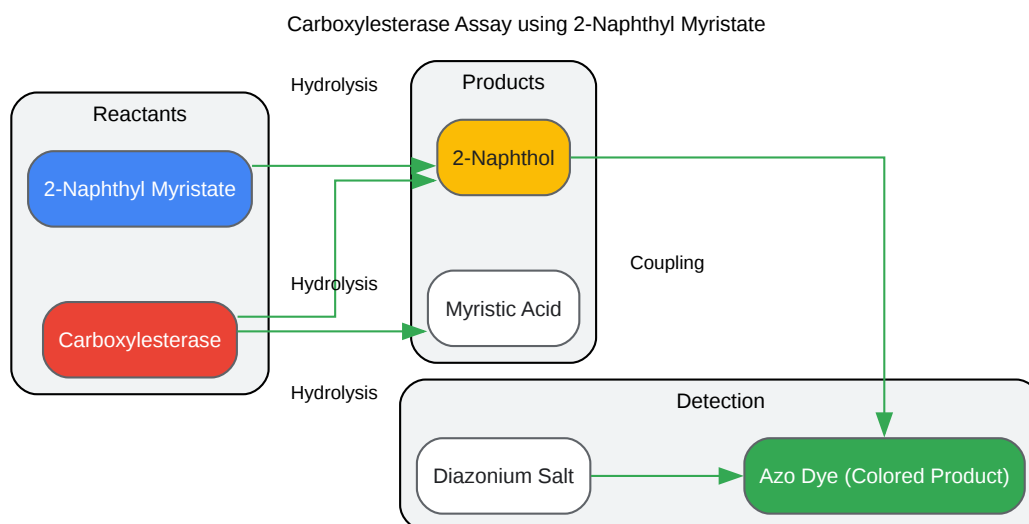 Carboxylesterase Assay using 2-Naphthyl Myristate
Hydrolysis
Products
Reactants
2-Naphthol
2-Naphthyl Myristate
Coupling
Hydrolysis
Myristic Acid
Carboxylesterase
Hydrolysis
Detection
Diazonium Salt
Azo Dye (Colored Product)